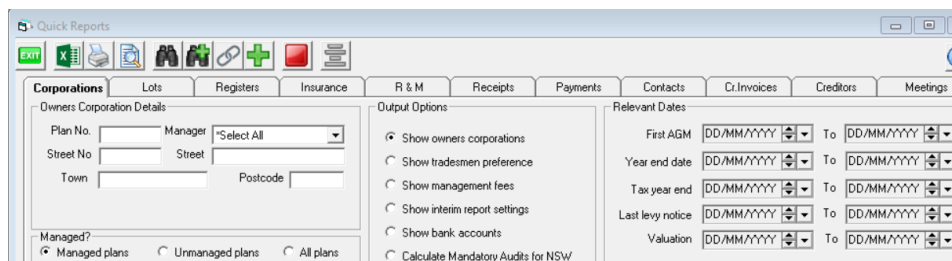 Quick Reports
EXIT
Corporations Lots Registers Insurance R & M Receipts Payments Contacts Cr.Invoices Creditors Meetings
Owners Corporation Details
Plan No. Manager *Select All
Street No Street
Town Postcode
Managed?
Managed plans Unmanaged plans All plans
Output Options
Show owners corporations
Show tradesmen preference
Show management fees
Show interim report settings
Show bank accounts
Calculate Mandatory Audits for NSW
Relevant Dates
First AGM DD/MM/YYYY To DD/MM/YYYY
Year end date DD/MM/YYYY To DD/MM/YYYY
Tax year end DD/MM/YYYY To DD/MM/YYYY
Last levy notice DD/MM/YYYY To DD/MM/YYYY
Valuation DD/MM/YYYY To DD/MM/YYYY